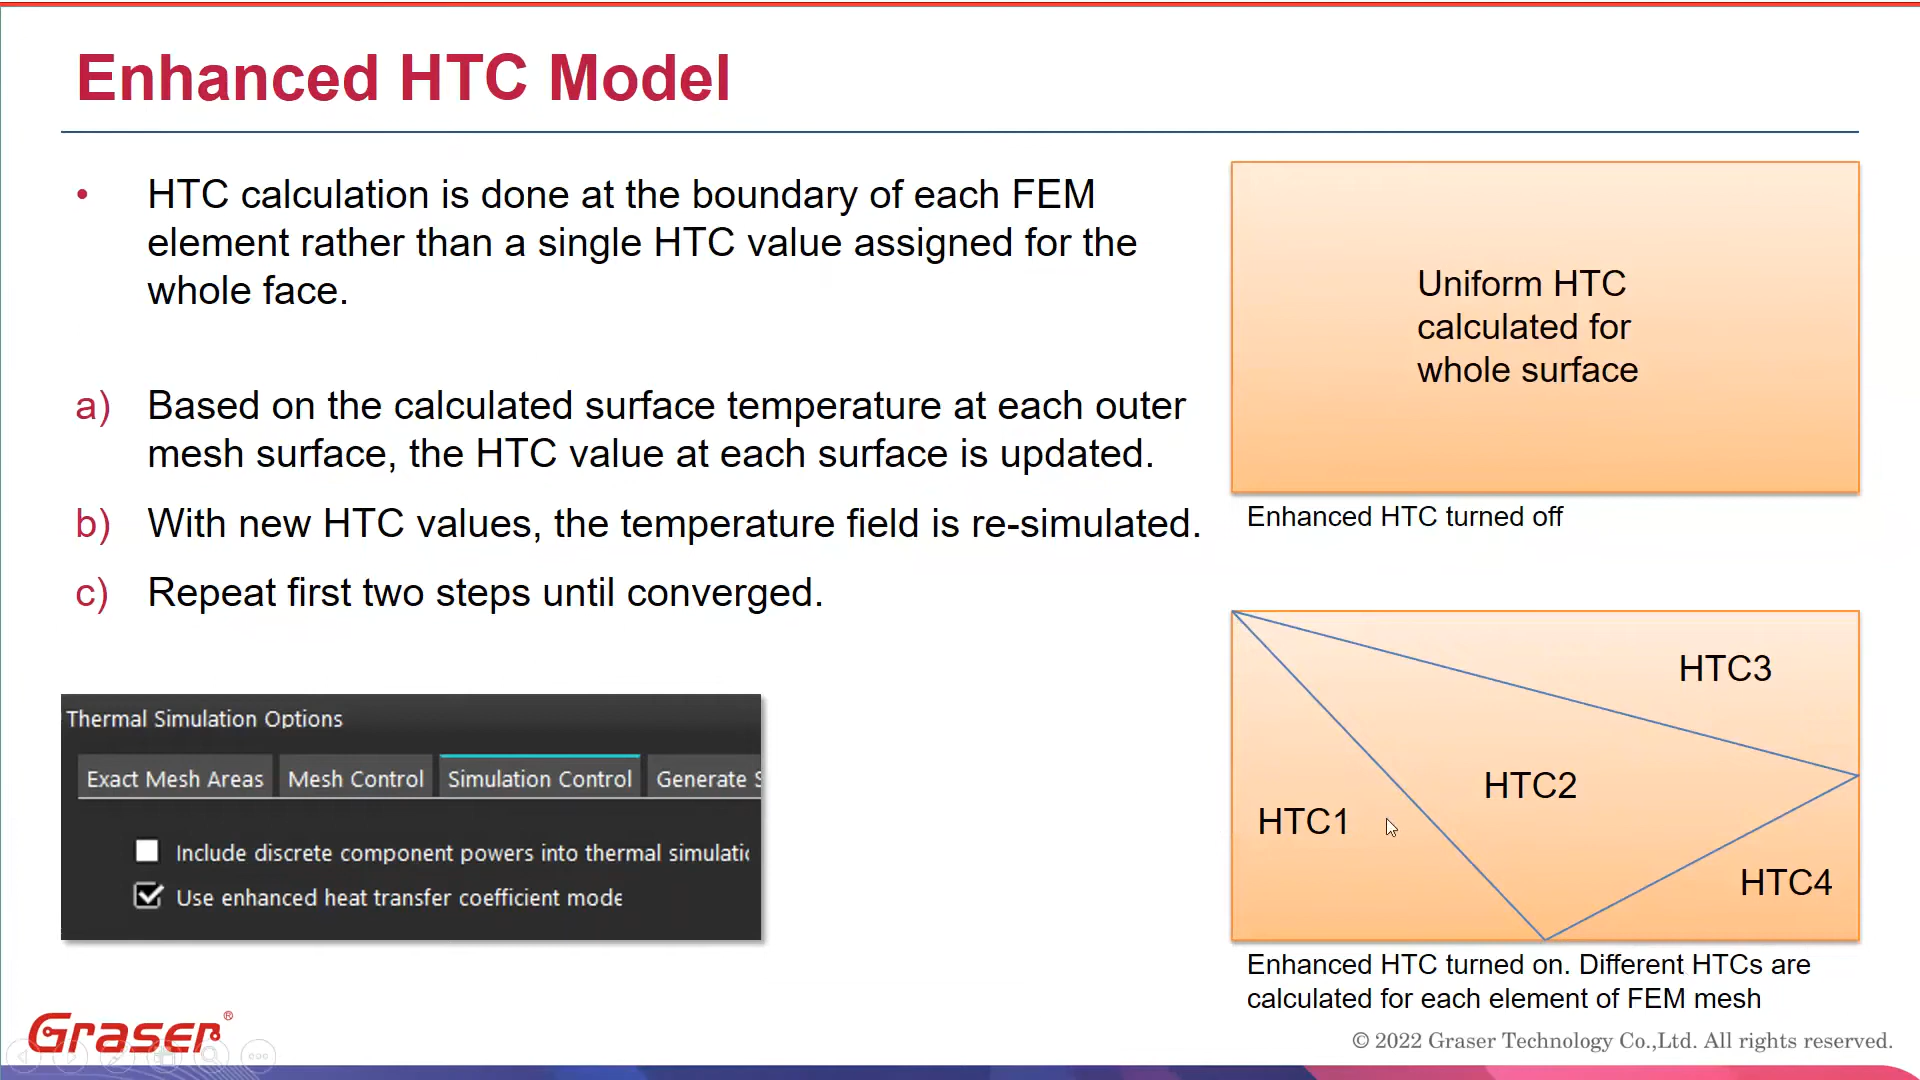 Enhanced HTC Model
• HTC calculation is done at the boundary of each FEM
element rather than a single HTC value assigned for the
whole face.
a) Based on the calculated surface temperature at each outer
mesh surface, the HTC value at each surface is updated.
b) With new HTC values, the temperature field is re-simulated.
c) Repeat first two steps until converged.
Thermal Simulation Options
Exact Mesh Areas Mesh Control Simulation Control Generate S
Include discrete component powers into thermal simulatic
Use enhanced heat transfer coefficient mode
Uniform HTC
calculated for
whole surface
Enhanced HTC turned off
HTC3
HTC2
HTC1
HTC4
Enhanced HTC turned on. Different HTCs are
calculated for each element of FEM mesh
Graser®
© 2022 Graser Technology Co.,Ltd. All rights reserved.